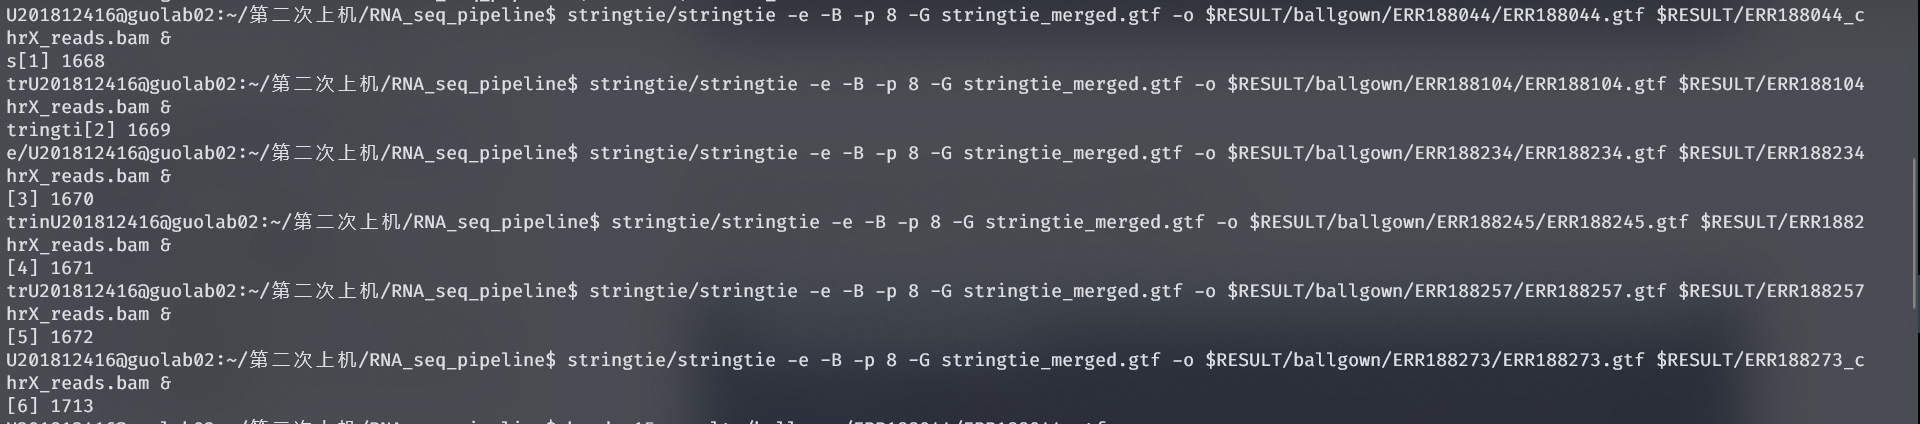 U201812416@guolab02:~/第二次上机/RNA_seq_pipeline$ stringtie/stringtie -e -B -p 8 -G stringtie_merged.gtf -o $RESULT/ballgown/ERR188044/ERR188044.gtf $RESULT/ERR188044_c
hrX_reads.bam &
s[1] 1668
trU201812416@guolab02:~/第二次上机/RNA_seq_pipeline$ stringtie/stringtie -e -B -p 8 -G stringtie_merged.gtf -o $RESULT/ballgown/ERR188104/ERR188104.gtf $RESULT/ERR188104
hrX_reads.bam &
tringti[2] 1669
e/U201812416@guolab02:~/第二次上机/RNA_seq_pipeline$ stringtie/stringtie -e -B -p 8 -G stringtie_merged.gtf -o $RESULT/ballgown/ERR188234/ERR188234.gtf $RESULT/ERR188234
hrX_reads.bam &
[3] 1670
trinU201812416@guolab02:~/第二次上机/RNA_seq_pipeline$ stringtie/stringtie -e -B -p 8 -G stringtie_merged.gtf -o $RESULT/ballgown/ERR188245/ERR188245.gtf $RESULT/ERR1882
hrX_reads.bam &
[4] 1671
trU201812416@guolab02:~/第二次上机/RNA_seq_pipeline$ stringtie/stringtie -e -B -p 8 -G stringtie_merged.gtf -o $RESULT/ballgown/ERR188257/ERR188257.gtf $RESULT/ERR188257
hrX_reads.bam &
[5] 1672
U201812416@guolab02:~/第二次上机/RNA_seq_pipeline$ stringtie/stringtie -e -B -p 8 -G stringtie_merged.gtf -o $RESULT/ballgown/ERR188273/ERR188273.gtf $RESULT/ERR188273_c
hrX_reads.bam &
[6] 1713